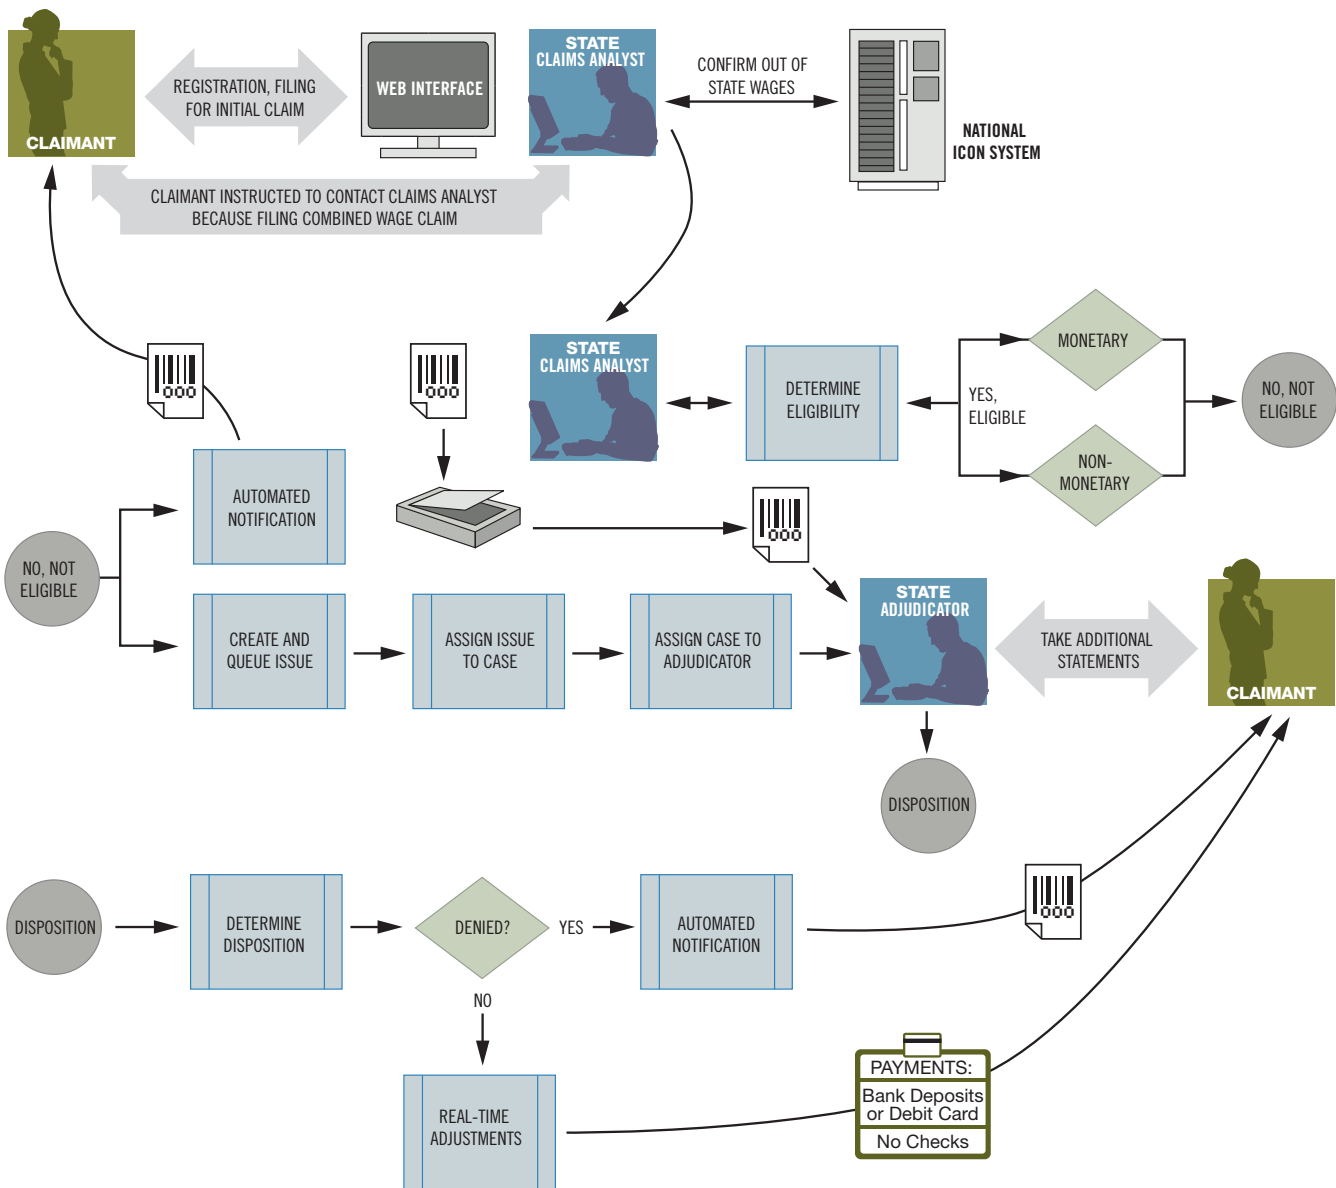 CLAIMANT
REGISTRATION, FILING
FOR INITIAL CLAIM
WEB INTERFACE
STATE
CLAIMS ANALYST
CONFIRM OUT OF
STATE WAGES
NATIONAL
ICON SYSTEM
CLAIMANT INSTRUCTED TO CONTACT CLAIMS ANALYST
BECAUSE FILING COMBINED WAGE CLAIM
000
000
STATE
CLAIMS ANALYST
DETERMINE
ELIGIBILITY
YES,
ELIGIBLE
MONETARY
NON-
MONETARY
NO, NOT
ELIGIBLE
NO, NOT
ELIGIBLE
AUTOMATED
NOTIFICATION
000
CREATE AND
QUEUE ISSUE
ASSIGN ISSUE
TO CASE
ASSIGN CASE TO
ADJUDICATOR
STATE
ADJUDICATOR
TAKE ADDITIONAL
STATEMENTS
CLAIMANT
DISPOSITION
DISPOSITION
DETERMINE
DISPOSITION
DENIED?
YES
AUTOMATED
NOTIFICATION
000
NO
REAL-TIME
ADJUSTMENTS
PAYMENTS:
Bank Deposits
or Debit Card
No Checks